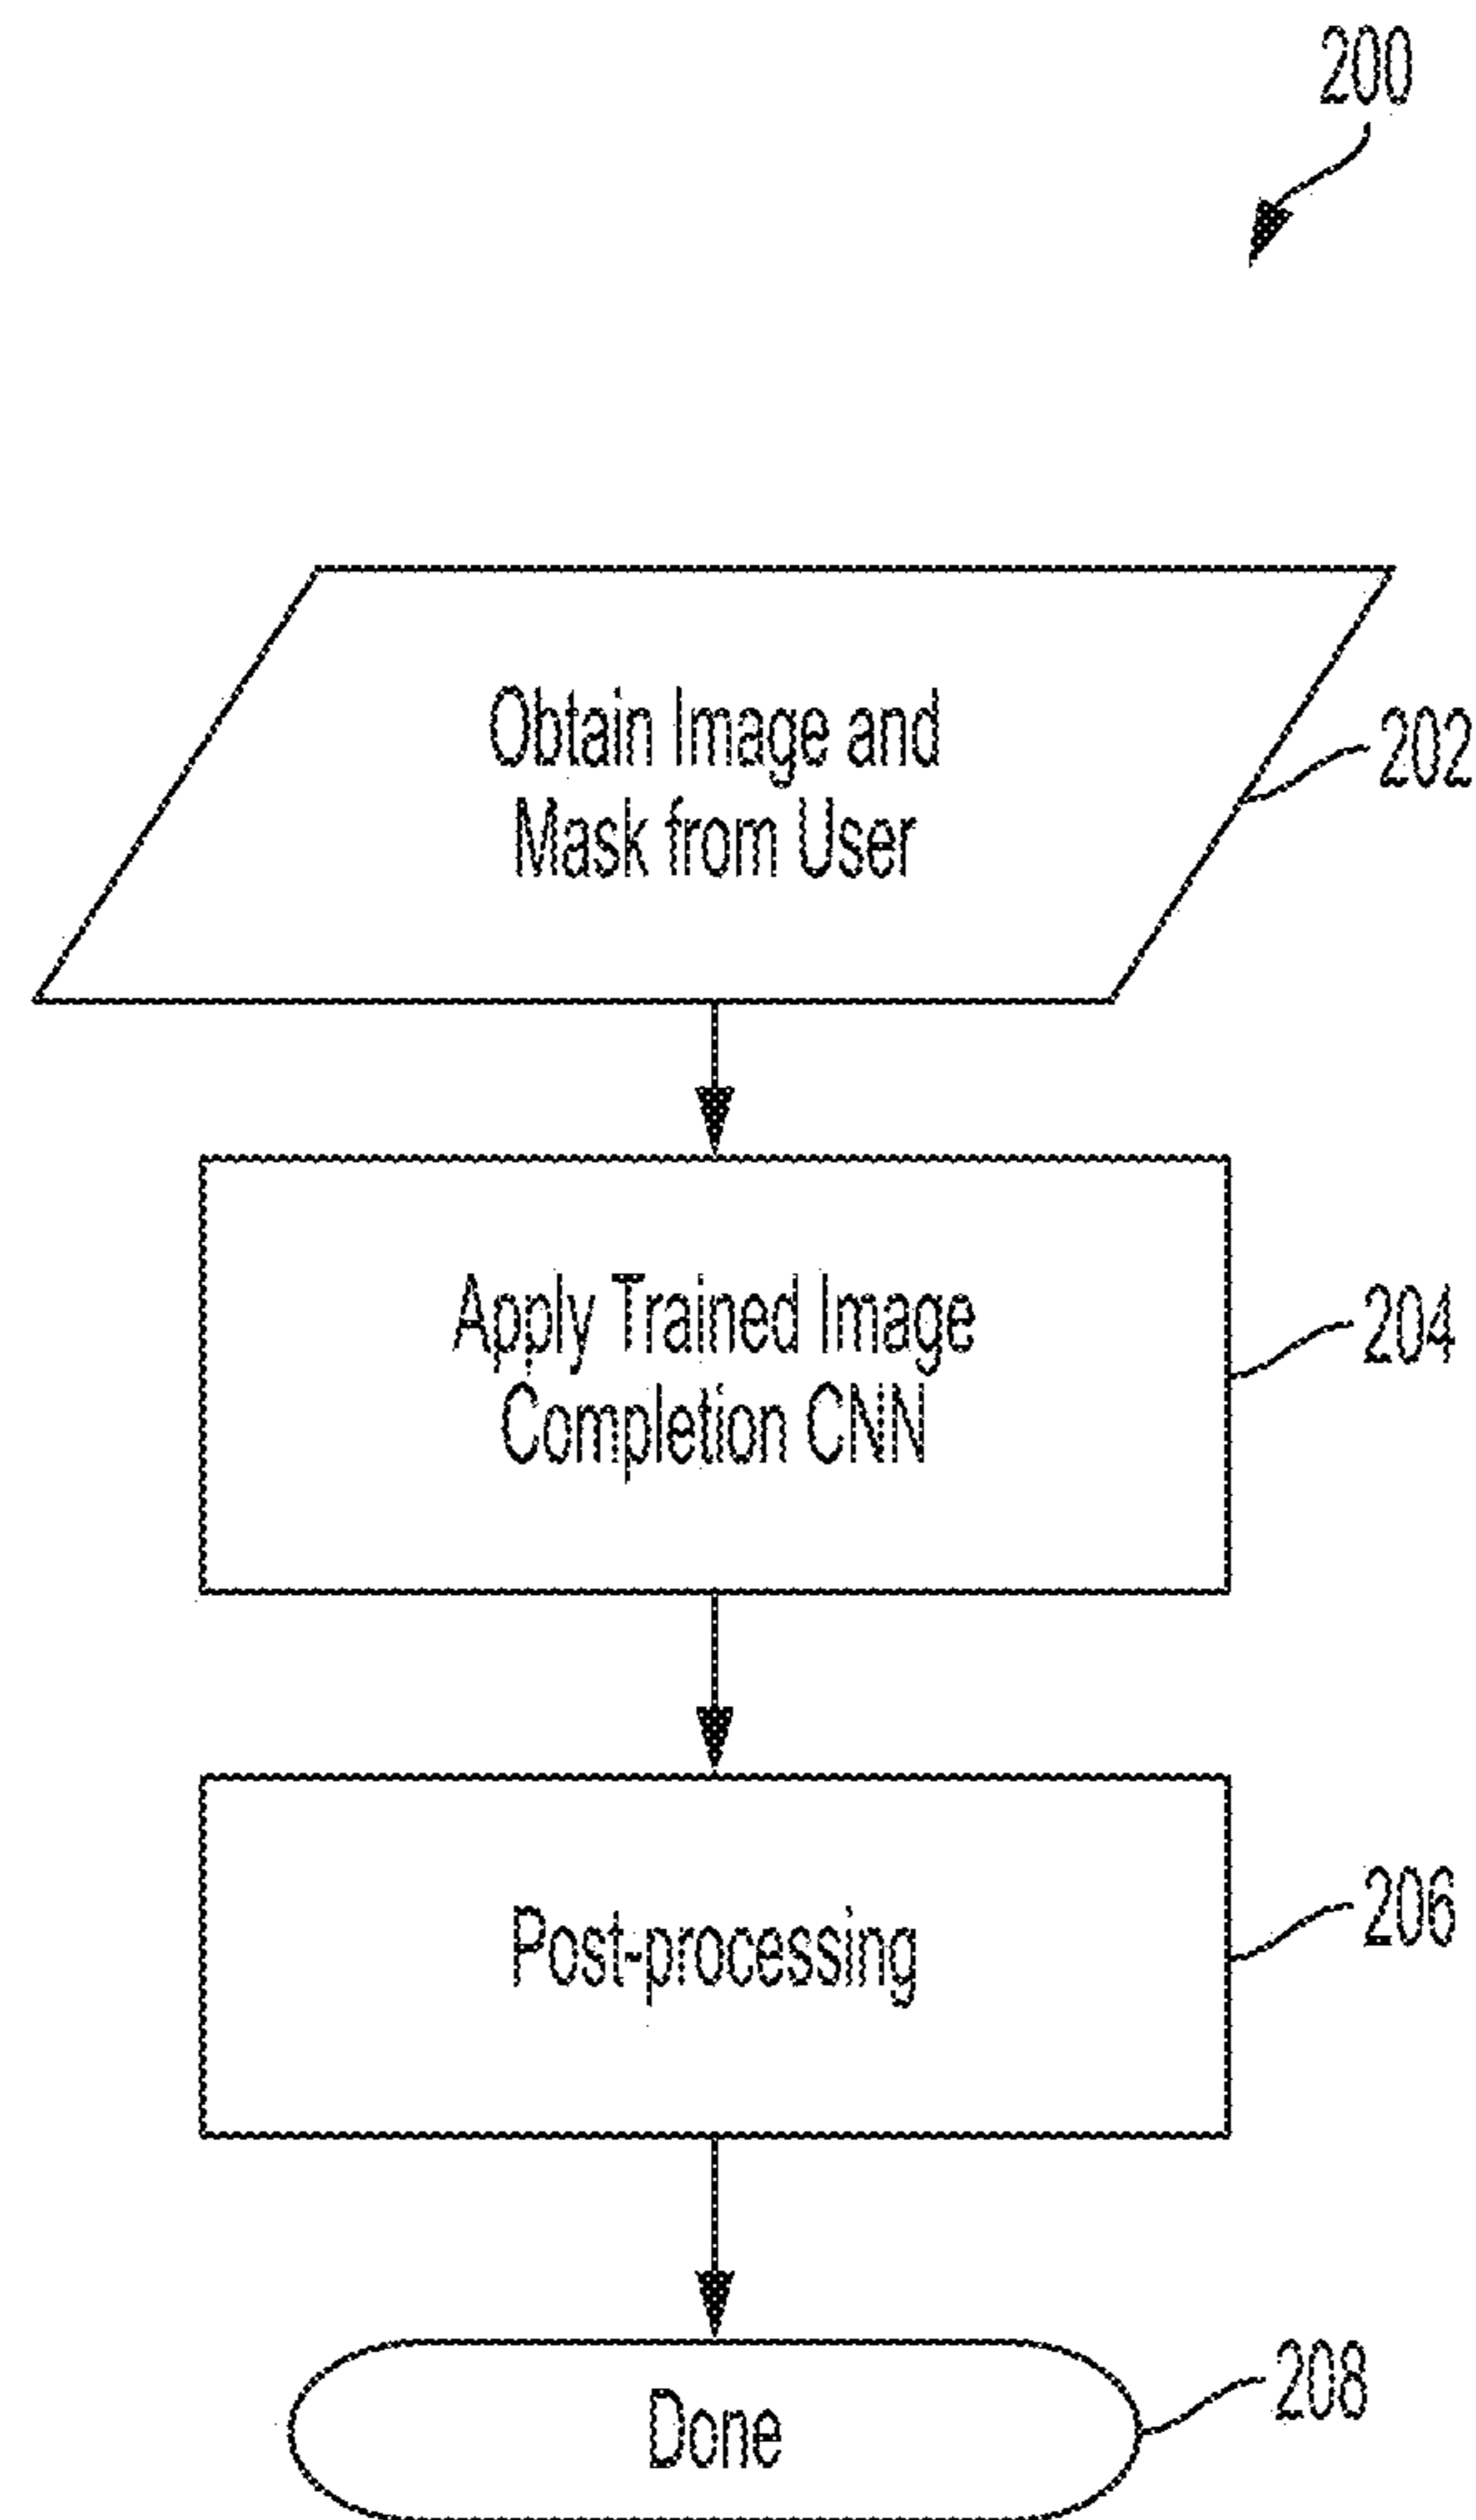 200
Obtain Image and
Mask from User
202
Apply Trained Image
Completion CNN
204
Post-processing
206
Done
208